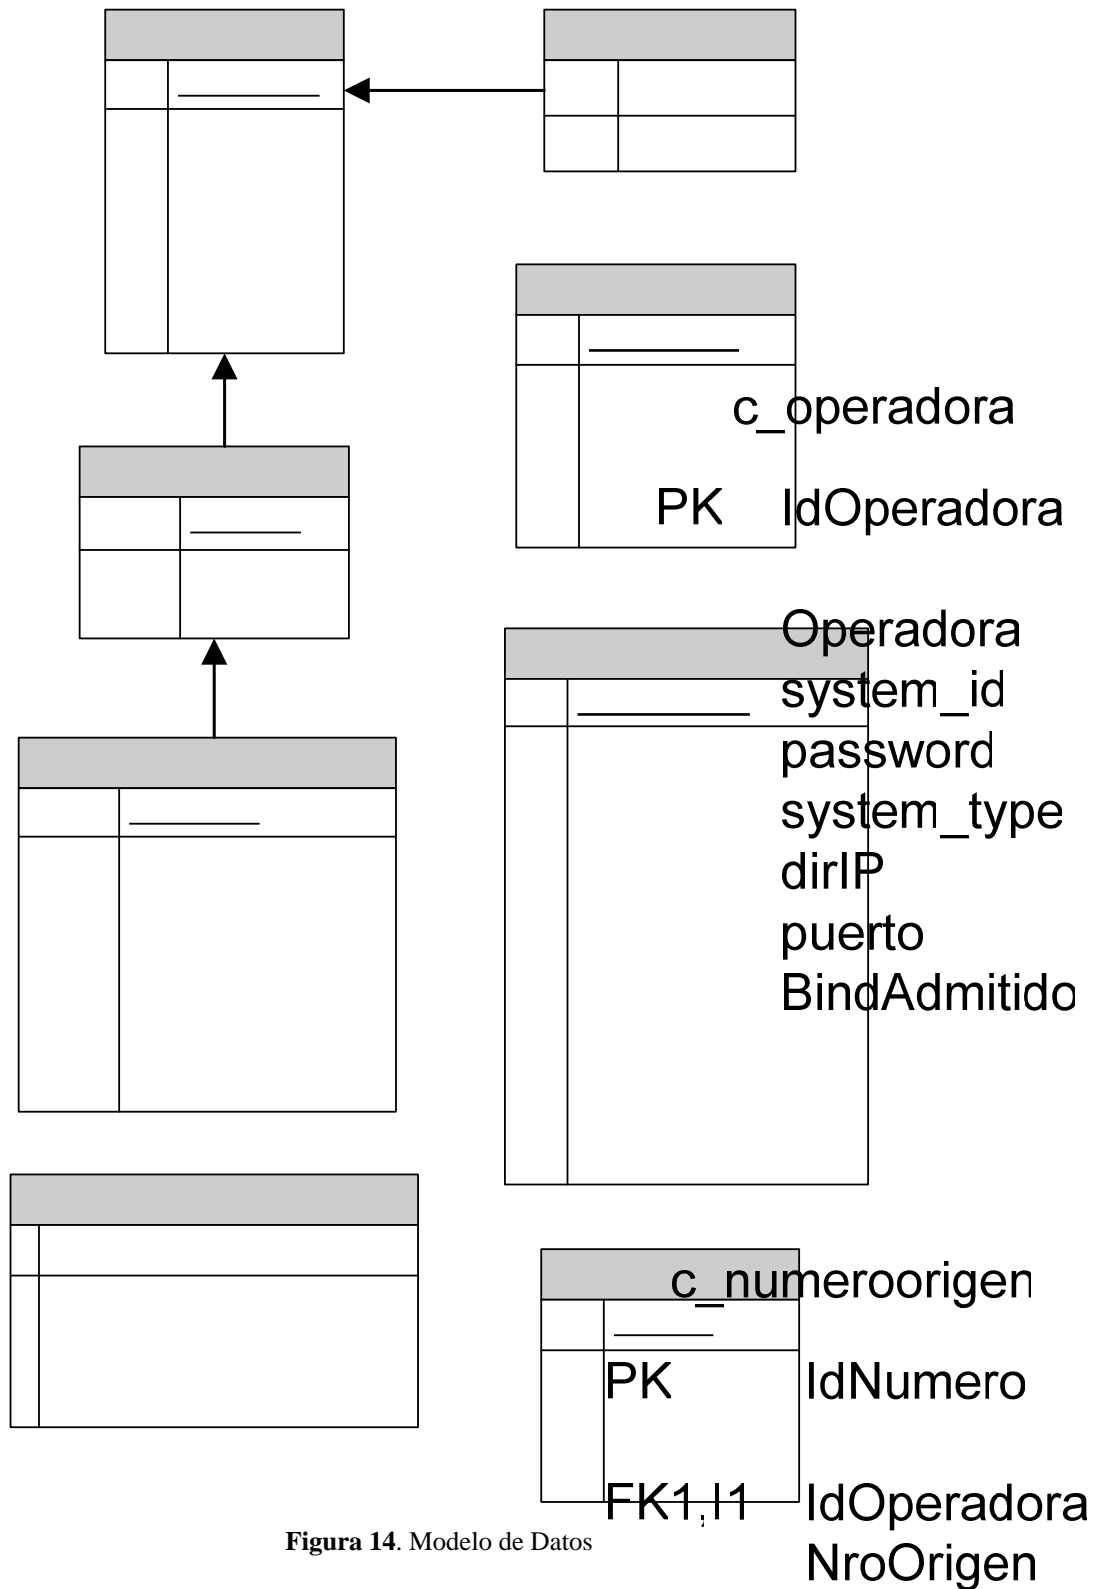 c_operadora
PK IdOperadora
Operadora
system_id
password
system_type
dirIP
puerto
BindAdmitido
c_numeroorigen
PK IdNumero
FK1,I1 IdOperadora
NroOrigen
Figura 14. Modelo de Datos